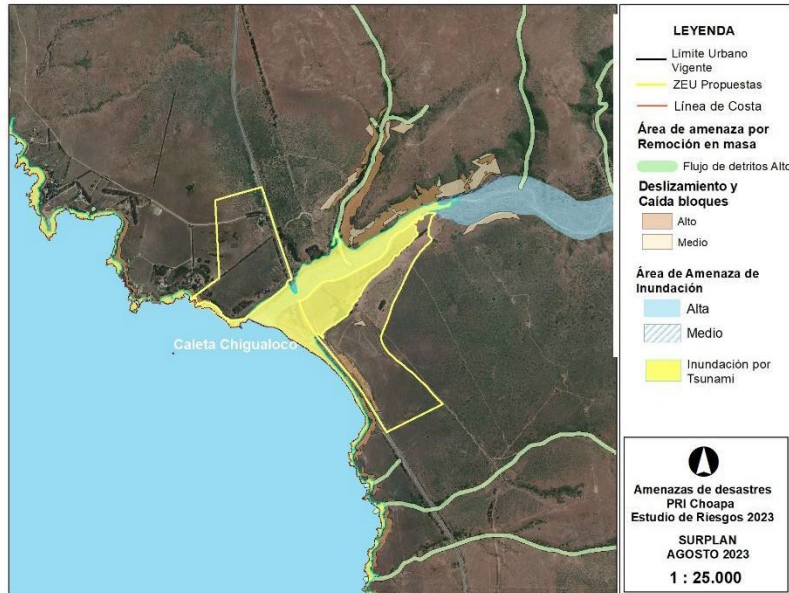 Caleta Chigualoco
LEYENDA
Límite Urbano
Vigente
ZEU Propuestas
Línea de Costa
Área de amenaza por
Remoción en masa
Flujo de detritos Alto
Deslizamiento y
Caída bloques
Alto
Medio
Área de Amenaza de
Inundación
Alta
Medio
Inundación por
Tsunami
Amenazas de desastres
PRI Choapa
Estudio de Riesgos 2023
SURPLAN
AGOSTO 2023
1 : 25.000